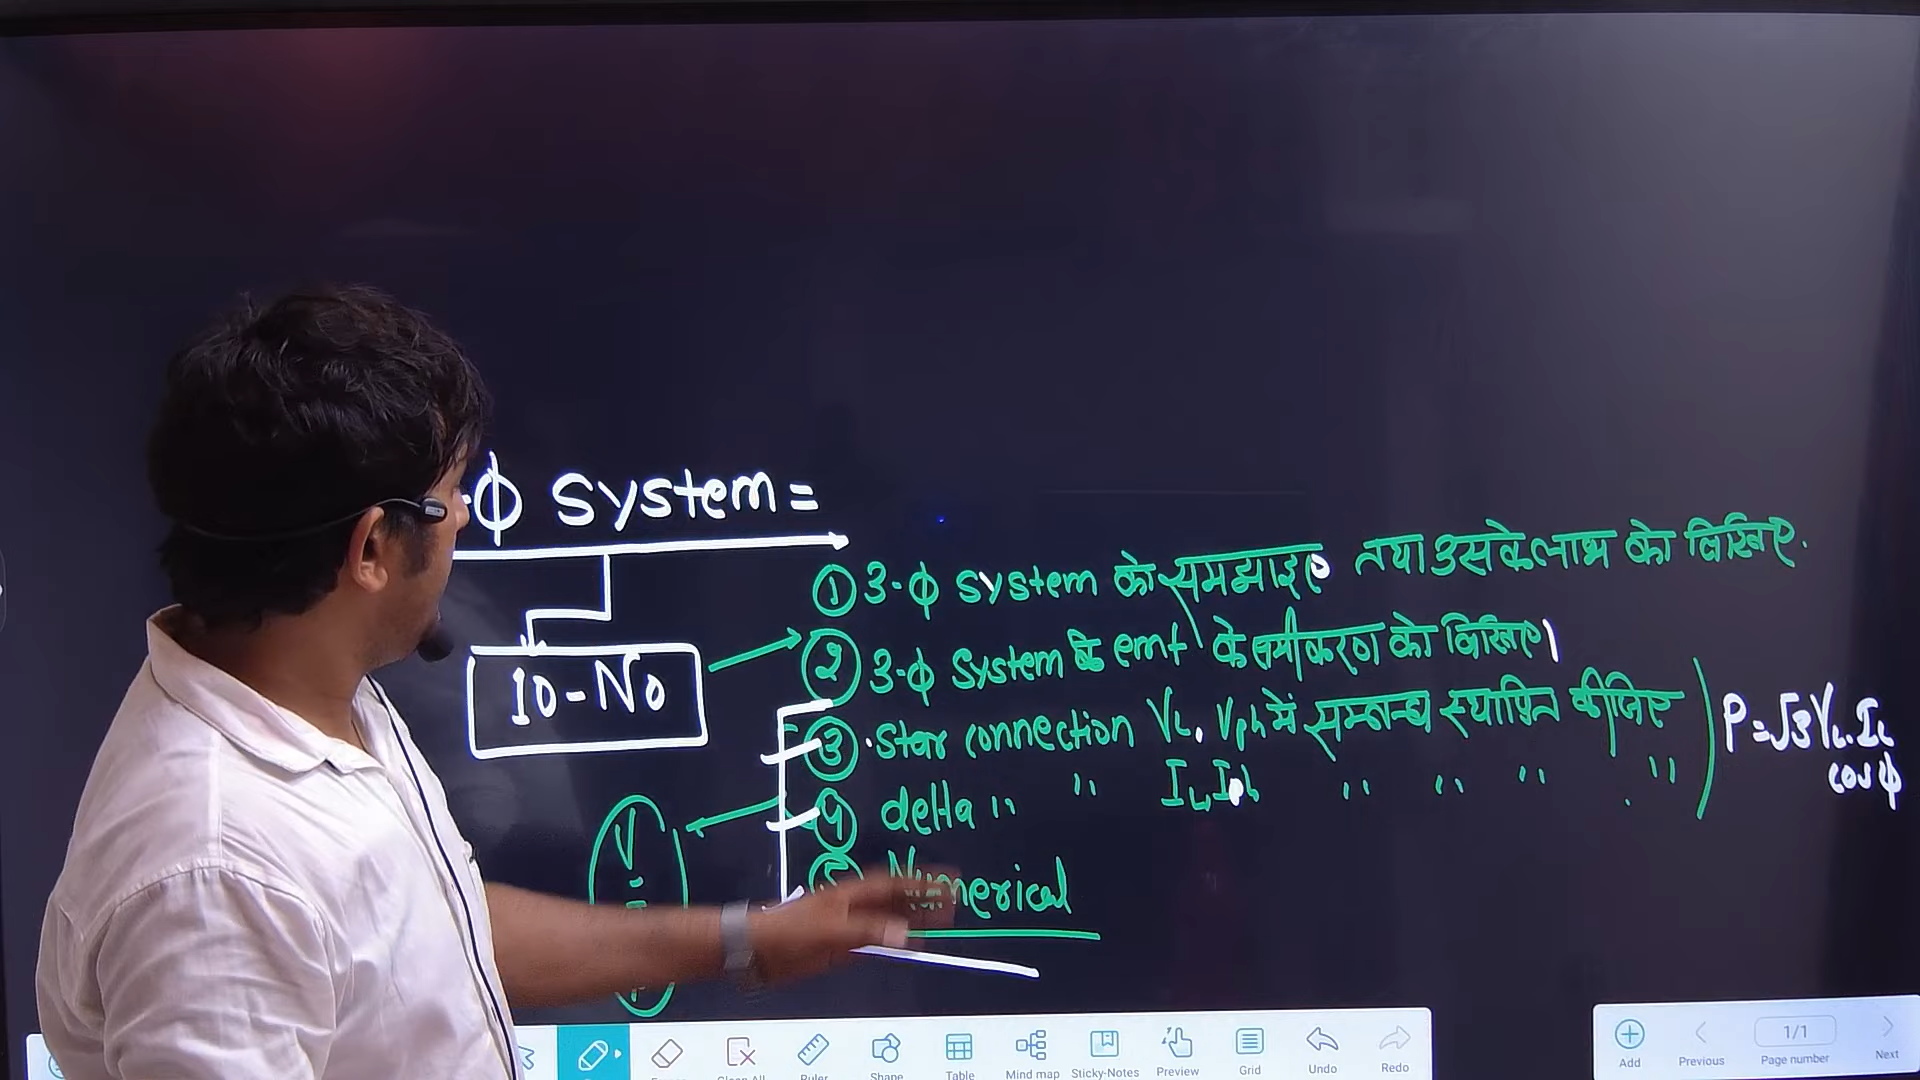 -ϕ System =
① 3-ϕ System को समझाइए तथा उसके लाभ को लिखिए.
10-No
② 3-ϕ System के emf के समीकरण को लिखिए।
③ Star connection VL, Vph में सम्बन्ध स्थापित कीजिए
P=√3 VL.IL
cosϕ
④ delta '' '' IL, Iph '' '' '' ''
Numerical
V
Add
Previous
1/1
Page number
Next
Ruler
Shape
Table
Mind map
Sticky-Notes
Preview
Grid
Undo
Redo